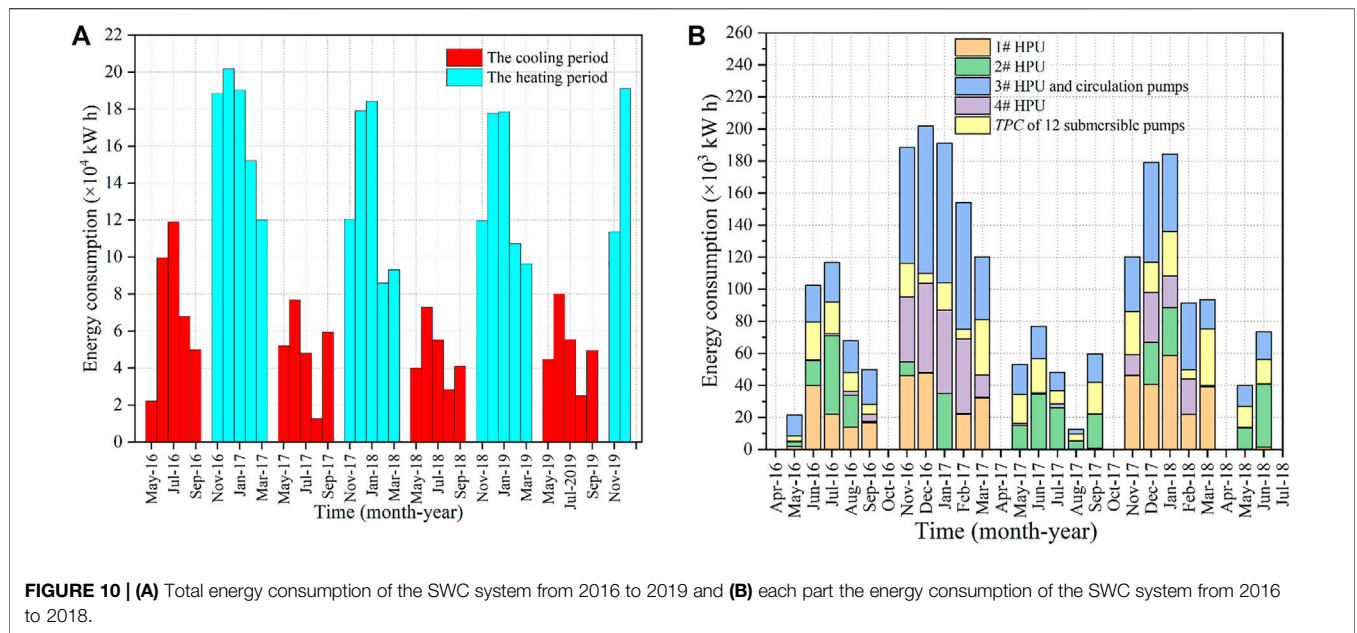 A
22
20
18
16
14
12
10
8
6
4
2
0
Energy consumption (×10⁴ kW h)
The cooling period
The heating period
May-16
Jul-16
Sep-16
Nov-16
Jan-17
Mar-17
May-17
Jul-17
Sep-17
Nov-17
Jan-18
Mar-18
May-18
Jul-18
Sep-18
Nov-18
Jan-19
Mar-19
May-19
Jul-2019
Sep-19
Nov-19
Time (month-year)
B
260
240
220
200
180
160
140
120
100
80
60
40
20
0
Energy consumption (×10³ kW h)
1# HPU
2# HPU
3# HPU and circulation pumps
4# HPU
TPC of 12 submersible pumps
Apr-16
May-16
Jun-16
Jul-16
Aug-16
Sep-16
Oct-16
Nov-16
Dec-16
Jan-17
Feb-17
Mar-17
Apr-17
May-17
Jun-17
Jul-17
Aug-17
Sep-17
Oct-17
Nov-17
Dec-17
Jan-18
Feb-18
Mar-18
Apr-18
May-18
Jun-18
Jul-18
Time (month-year)
FIGURE 10 | (A) Total energy consumption of the SWC system from 2016 to 2019 and (B) each part the energy consumption of the SWC system from 2016
to 2018.